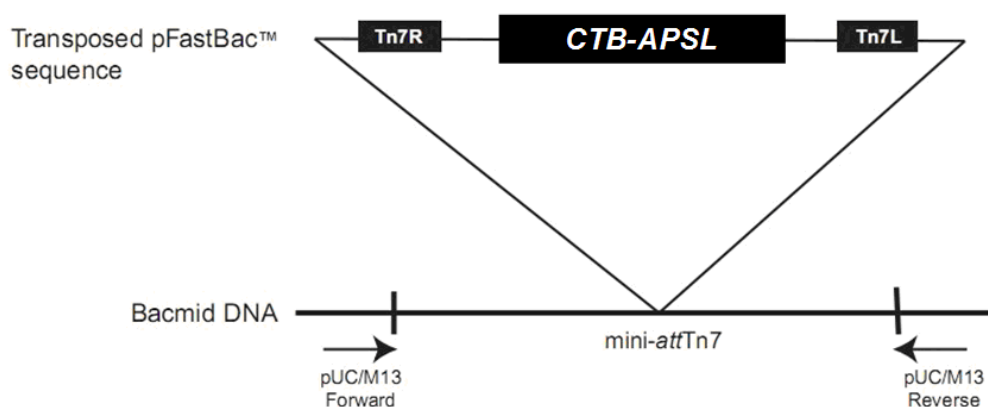 Transposed pFastBac™
sequence
Tn7R
CTB-APSL
Tn7L
Bacmid DNA
mini-attTn7
pUC/M13
Forward
pUC/M13
Reverse